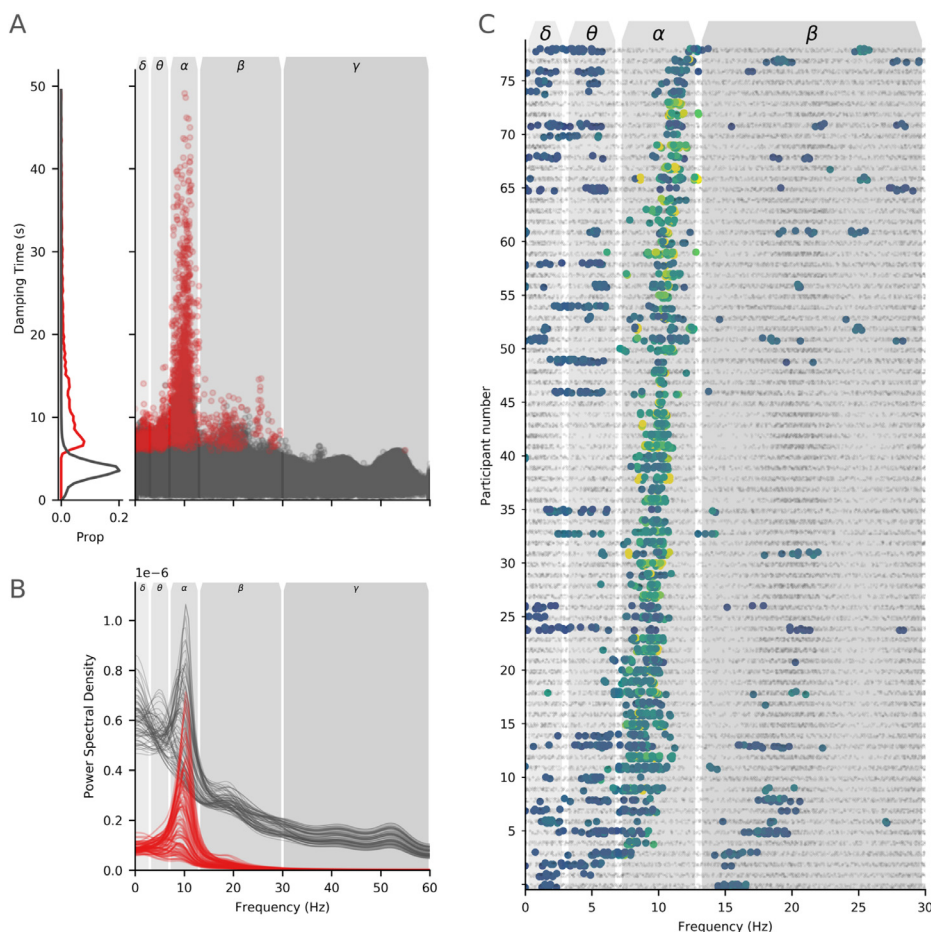 A
δ θ α β γ
50
40
30
20
10
0
Damping Time (s)
0.0 0.2
Prop
B
1e-6
δ θ α β γ
1.0
0.8
0.6
0.4
0.2
0.0
Power Spectral Density
0 10 20 30 40 50 60
Frequency (Hz)
C
δ θ α β
75
70
65
60
55
50
45
40
35
30
25
20
15
10
5
Participant number
0 5 10 15 20 25 30
Frequency (Hz)